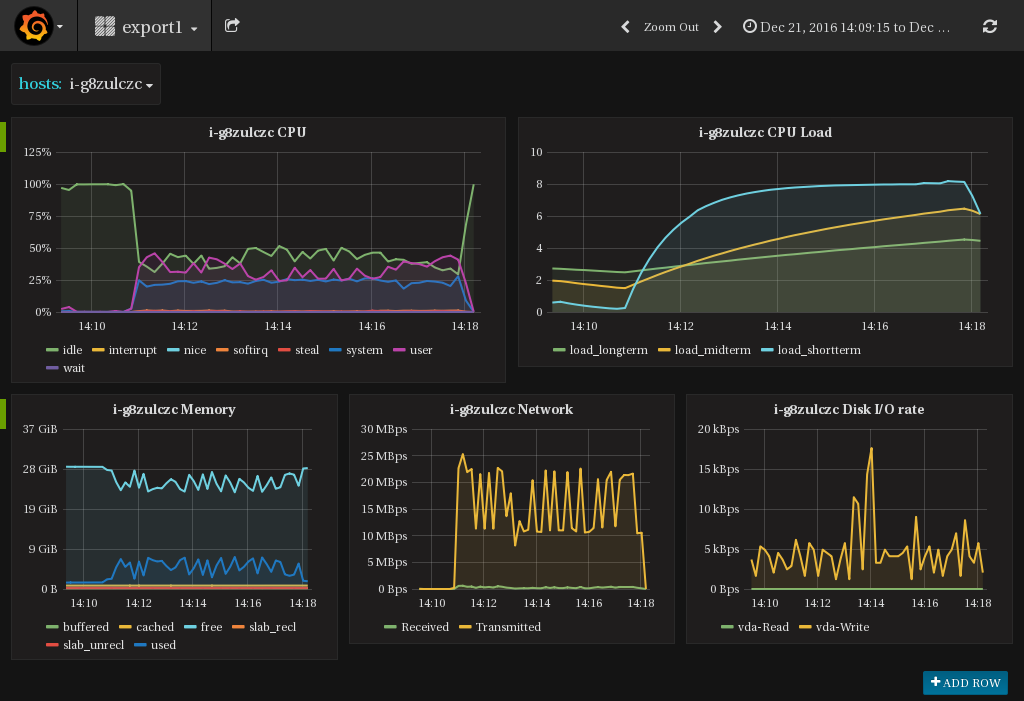 export1
Zoom Out
Dec 21, 2016 14:09:15 to Dec ...
hosts: i-g8zulczc
i-g8zulczc CPU
125%
100%
75%
50%
25%
0%
14:10 14:12 14:14 14:16 14:18
idle interrupt nice softirq steal system user
wait
i-g8zulczc CPU Load
10
8
6
4
2
0
14:10 14:12 14:14 14:16 14:18
load_longterm load_midterm load_shortterm
i-g8zulczc Memory
37 GiB
28 GiB
19 GiB
9 GiB
0 B
14:10 14:12 14:14 14:16 14:18
buffered cached free slab_recl
slab_unrecl used
i-g8zulczc Network
30 MBps
25 MBps
20 MBps
15 MBps
10 MBps
5 MBps
0 Bps
14:10 14:12 14:14 14:16 14:18
Received Transmitted
i-g8zulczc Disk I/O rate
20 kBps
15 kBps
10 kBps
5 kBps
0 Bps
14:10 14:12 14:14 14:16 14:18
vda-Read vda-Write
ADD ROW